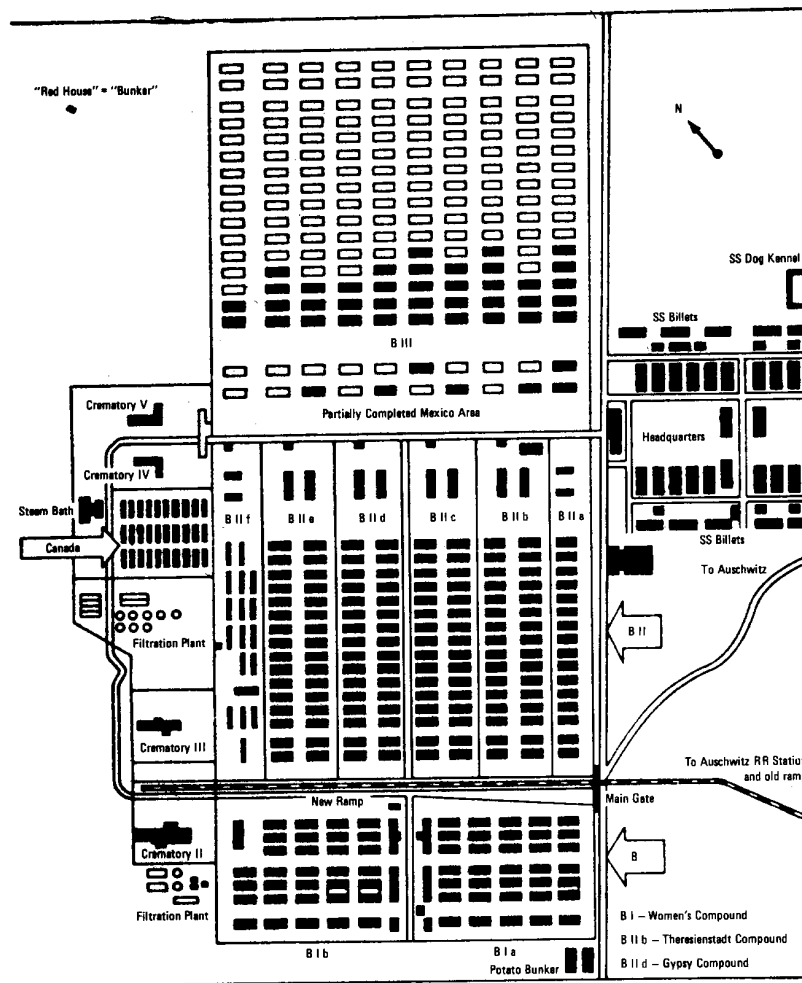 "Red House" = "Bunker"
N
SS Dog Kennel
SS Billets
B III
Crematory V
Partially Completed Mexico Area
Headquarters
Crematory IV
Steam Bath
B II f
B II e
B II d
B II c
B II b
B II a
SS Billets
Canada
To Auschwitz
B II
Filtration Plant
Crematory III
To Auschwitz RR Station
and old ram
New Ramp
Main Gate
Crematory II
B
Filtration Plant
B I – Women's Compound
B II b – Theresienstadt Compound
B I b
B I a
B II d – Gypsy Compound
Potato Bunker